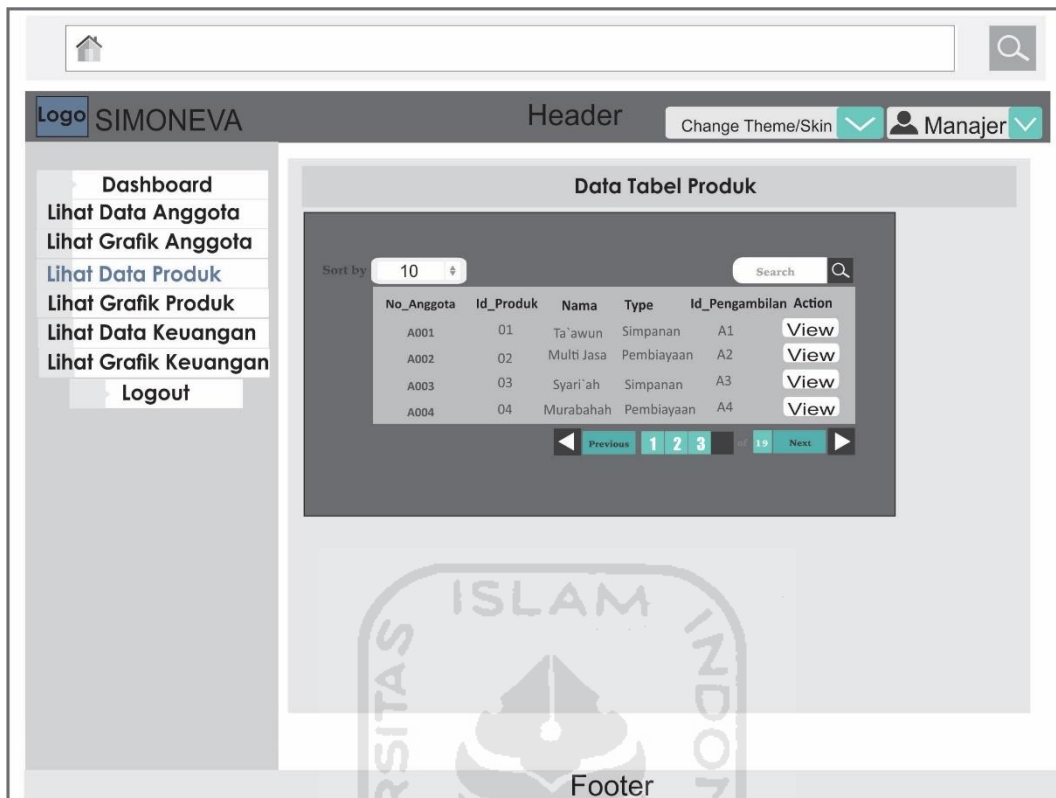 Logo SIMONEVA Header Change Theme/Skin Manajer
Dashboard
Lihat Data Anggota
Lihat Grafik Anggota
Lihat Data Produk
Lihat Grafik Produk
Lihat Data Keuangan
Lihat Grafik Keuangan
Logout
Data Tabel Produk
Sort by 10 Search
No_Anggota Id_Produk Nama Type Id_Pengambilan Action
A001 01 Ta`awun Simpanan A1 View
A002 02 Multi Jasa Pembiayaan A2 View
A003 03 Syari`ah Simpanan A3 View
A004 04 Murabahah Pembiayaan A4 View
Previous 1 2 3 of 19 Next
ISLAM
Footer